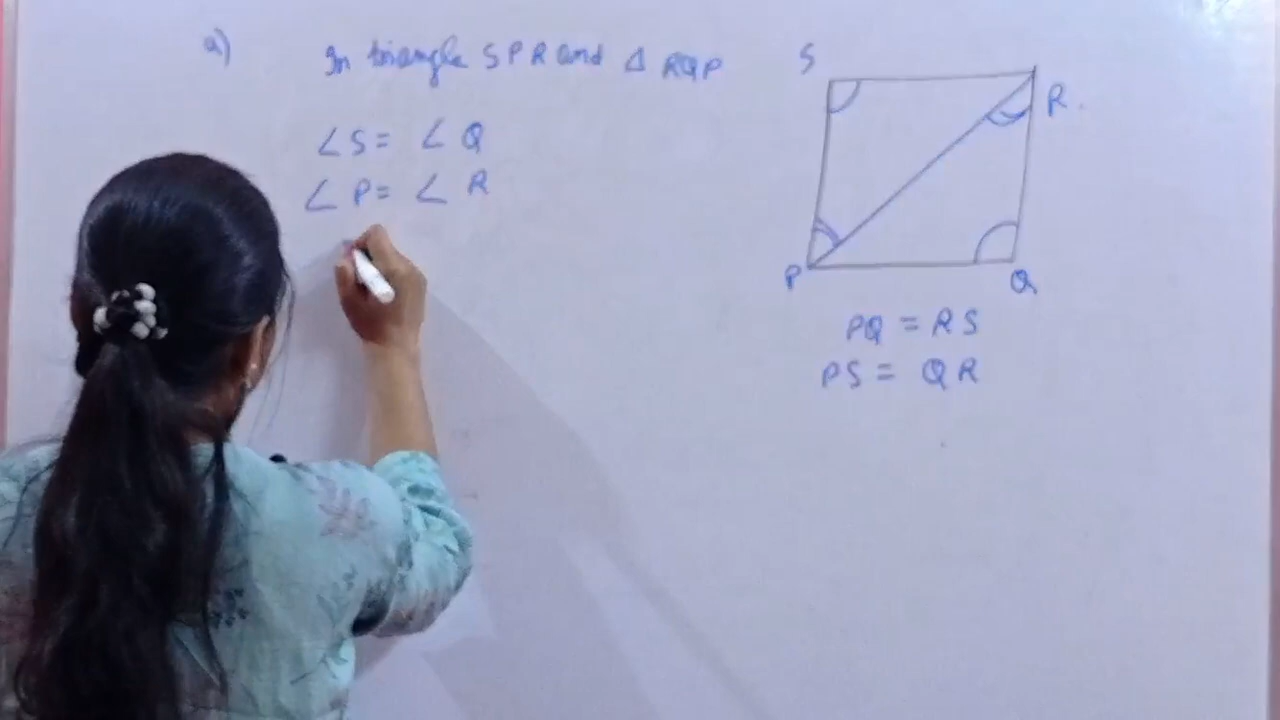 a) In triangle SPR and Δ RQP
∠S = ∠ Q
∠ P = ∠ R
S
R.
P
Q
PQ = RS
PS = QR